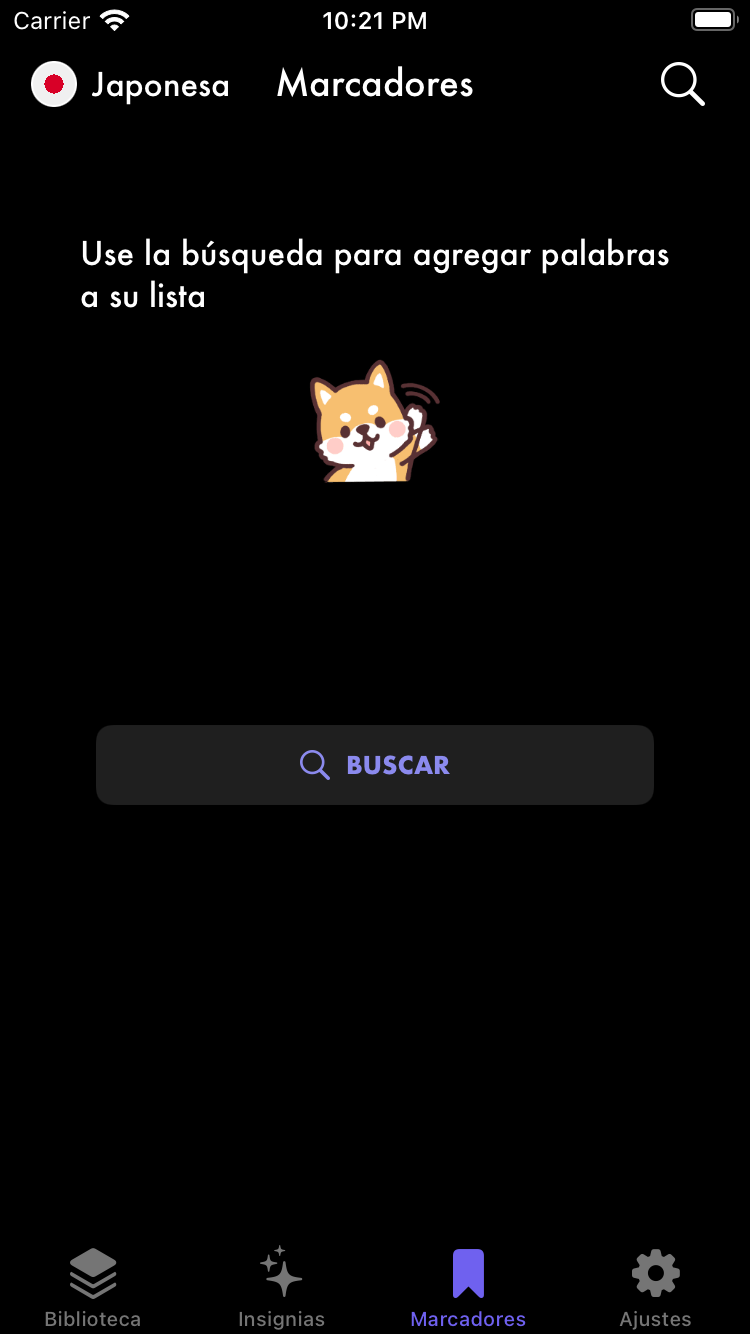 Carrier
10:21 PM
Japonesa
Marcadores
Use la búsqueda para agregar palabras
a su lista
BUSCAR
Biblioteca
Insignias
Marcadores
Ajustes